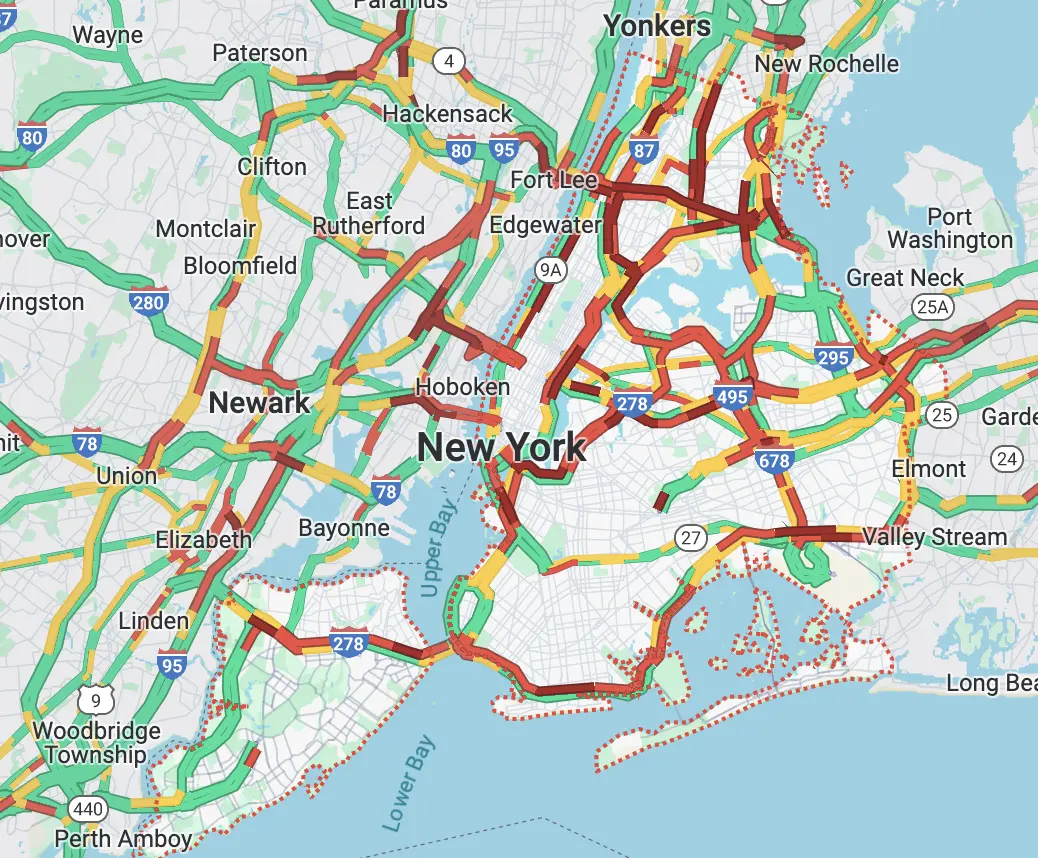 Paramus
Yonkers
87
Wayne
Paterson
4
New Rochelle
Hackensack
80
80
95
87
Clifton
Fort Lee
East
Rutherford
Edgewater
Port
Washington
Montclair
nover
Bloomfield
9A
Great Neck
vingston
280
25A
295
Hoboken
Newark
278
495
25
Garde
nit
78
New York
678
24
Union
78
Elmont
Bayonne
Upper Bay
27
Elizabeth
Valley Stream
Linden
278
95
Long Bea
9
Woodbridge
Township
Lower Bay
440
Perth Amboy